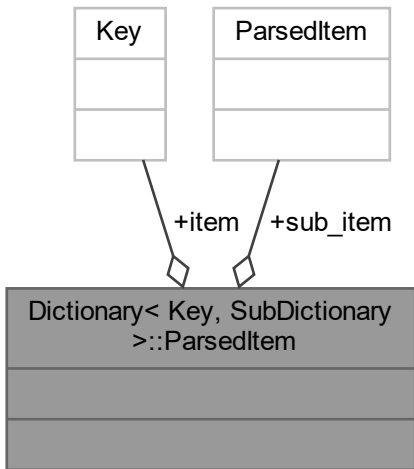 Key
ParsedItem
+item
+sub_item
Dictionary< Key, SubDictionary
>::ParsedItem